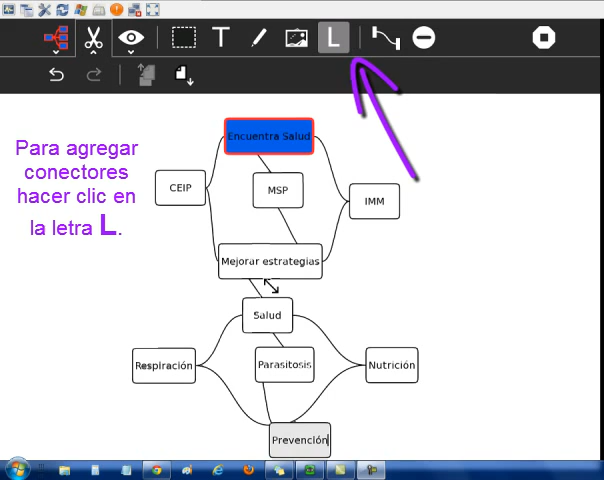 T
L
Encuentra Salud
Para agregar
conectores
hacer clic en
la letra L.
CEIP
MSP
IMM
Mejorar estrategias
Salud
Respiración
Parasitosis
Nutrición
Prevención